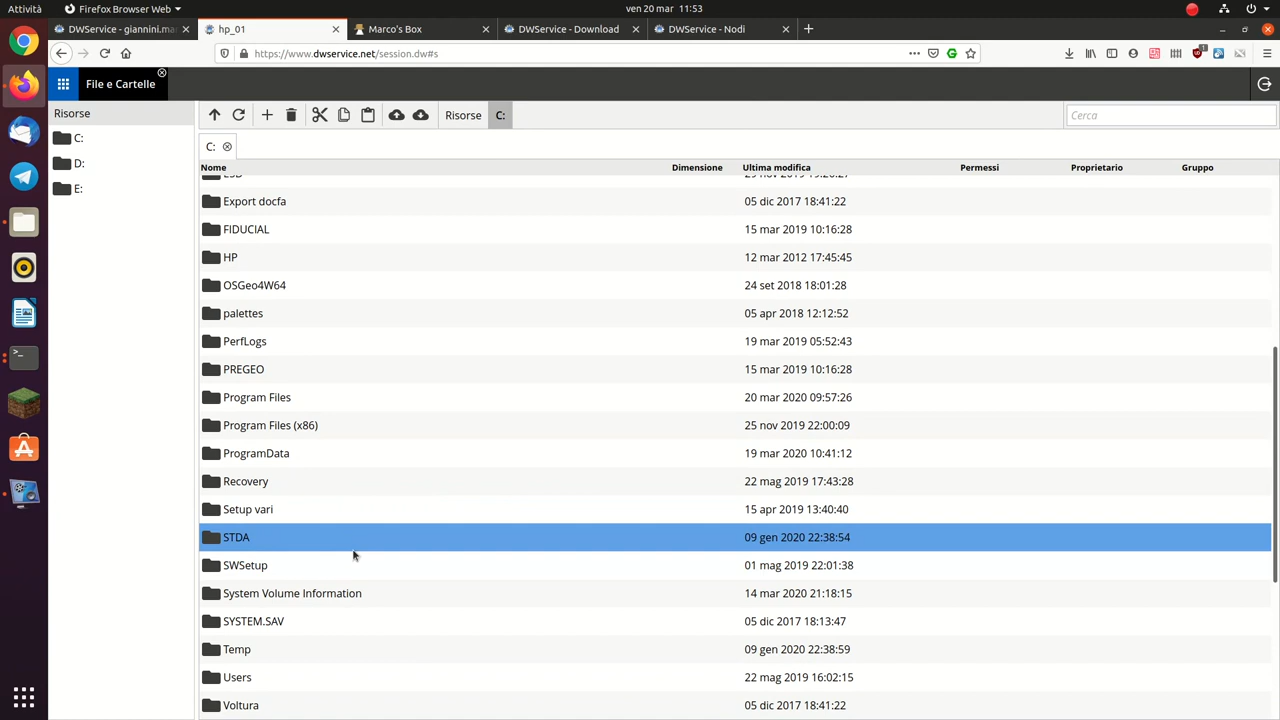 Attività
Firefox Browser Web
ven 20 mar 11:53
DWService - giannini.ma
hp_01
Marco's Box
DWService - Download
DWService - Nodi
https://www.dwservice.net/session.dw#s
File e Cartelle
Risorse
C:
D:
E:
Risorse
C:
Cerca
C:
Nome Dimensione Ultima modifica Permessi Proprietario Gruppo
Export docfa 05 dic 2017 18:41:22
FIDUCIAL 15 mar 2019 10:16:28
HP 12 mar 2012 17:45:45
OSGeo4W64 24 set 2018 18:01:28
palettes 05 apr 2018 12:12:52
PerfLogs 19 mar 2019 05:52:43
PREGEO 15 mar 2019 10:16:28
Program Files 20 mar 2020 09:57:26
Program Files (x86) 25 nov 2019 22:00:09
ProgramData 19 mar 2020 10:41:12
Recovery 22 mag 2019 17:43:28
Setup vari 15 apr 2019 13:40:40
STDA 09 gen 2020 22:38:54
SWSetup 01 mag 2019 22:01:38
System Volume Information 14 mar 2020 21:18:15
SYSTEM.SAV 05 dic 2017 18:13:47
Temp 09 gen 2020 22:38:59
Users 22 mag 2019 16:02:15
Voltura 05 dic 2017 18:41:22